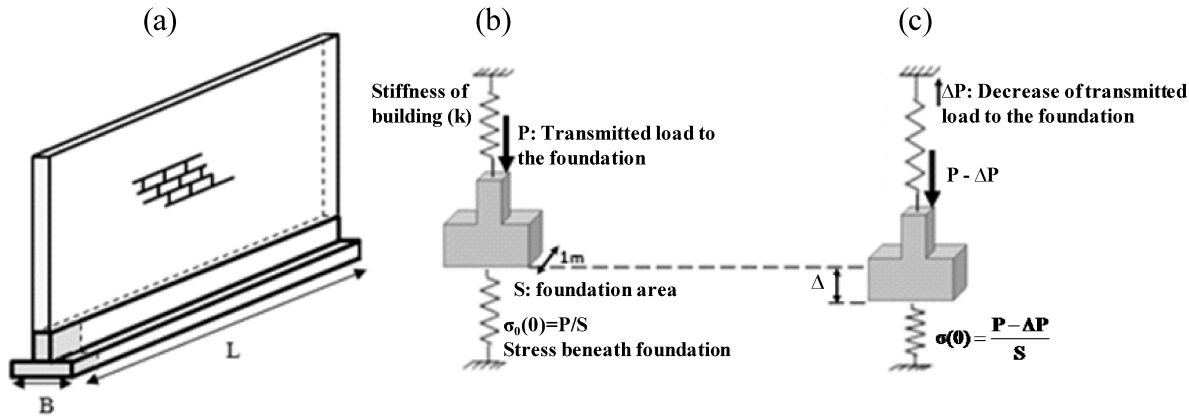 (a)
(b)
(c)
Stiffness of
building (k)
P: Transmitted load to
the foundation
ΔP: Decrease of transmitted
load to the foundation
P - ΔP
1m
S: foundation area
Δ
σ₀(0)=P/S
Stress beneath foundation
σ(0) = P – ΔP
S
L
B